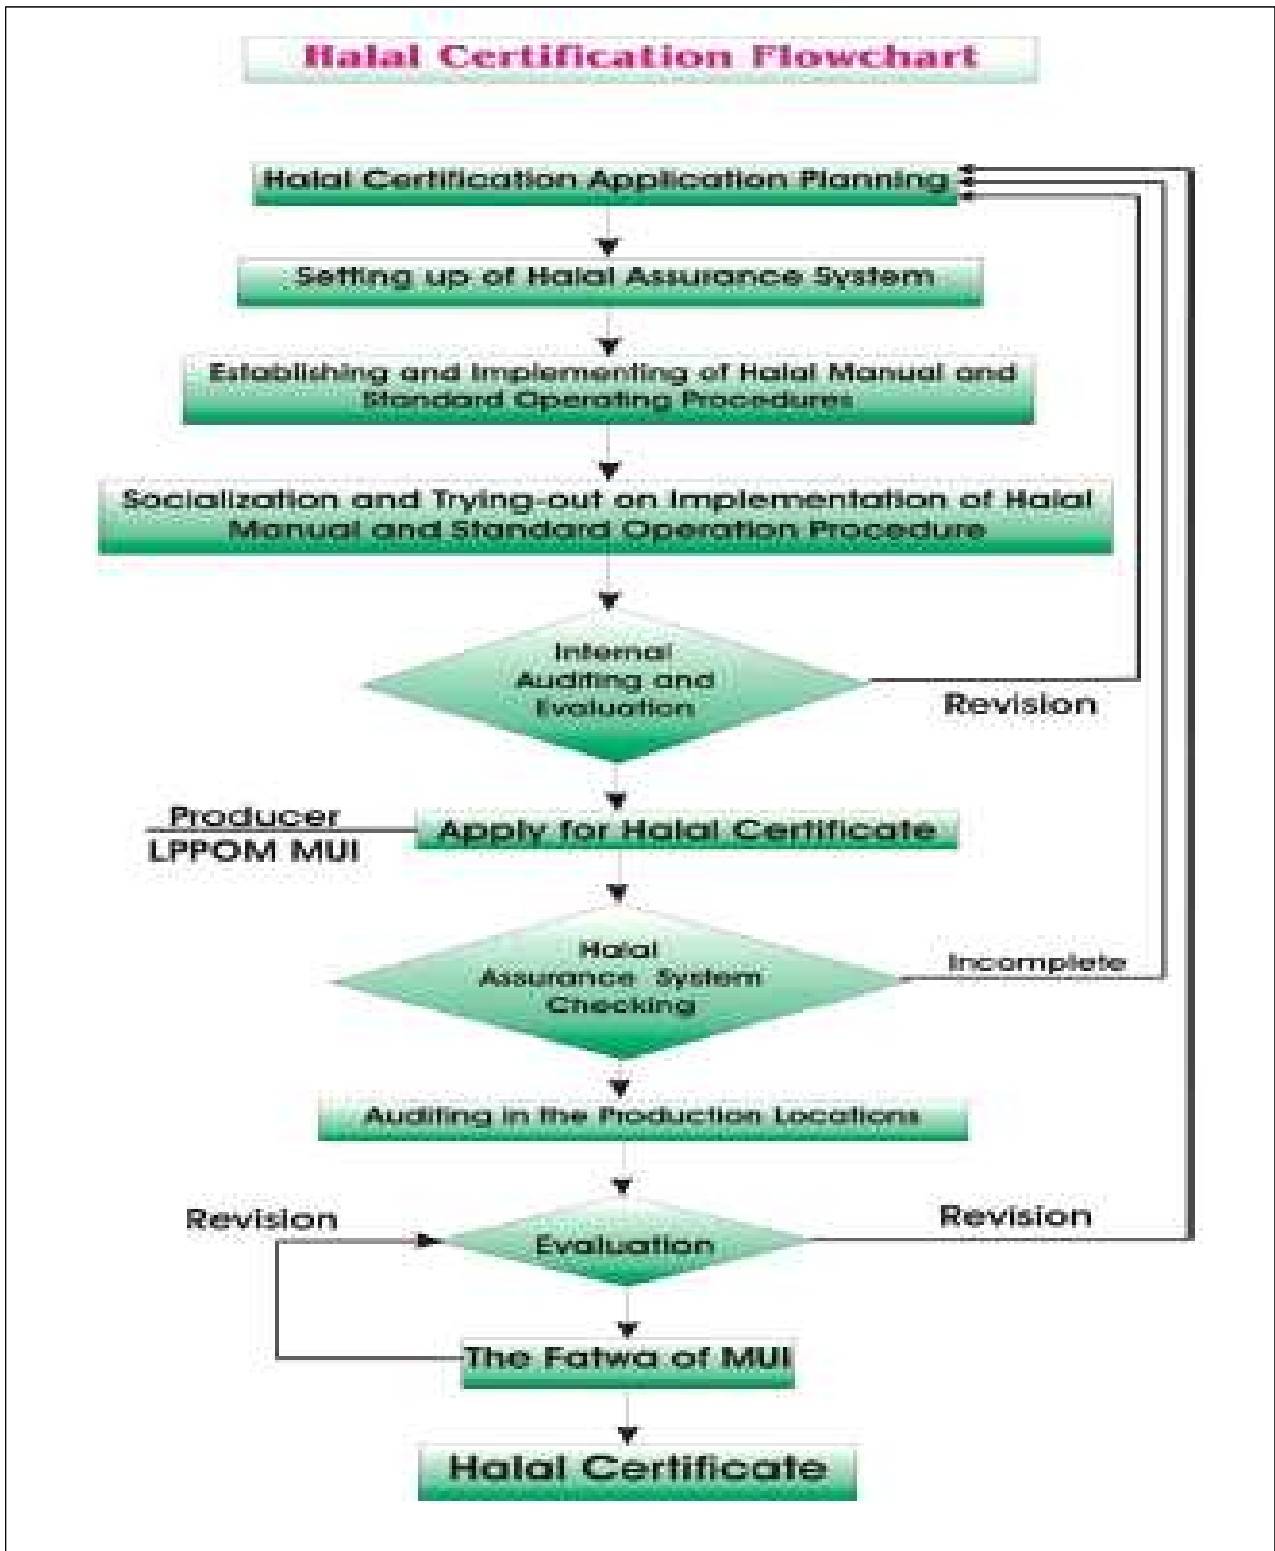 Halal Certification Flowchart
Halal Certification Application Planning
Setting up of Halal Assurance System
Establishing and Implementing of Halal Manual and
Standard Operating Procedures
Socialization and Trying-out on Implementation of Halal
Manual and Standard Operation Procedure
Internal
Auditing and
Evaluation
Revision
Producer
LPPOM MUI
Apply for Halal Certificate
Halal
Assurance System
Checking
Incomplete
Auditing in the Production Locations
Revision
Evaluation
Revision
The Fatwa of MUI
Halal Certificate